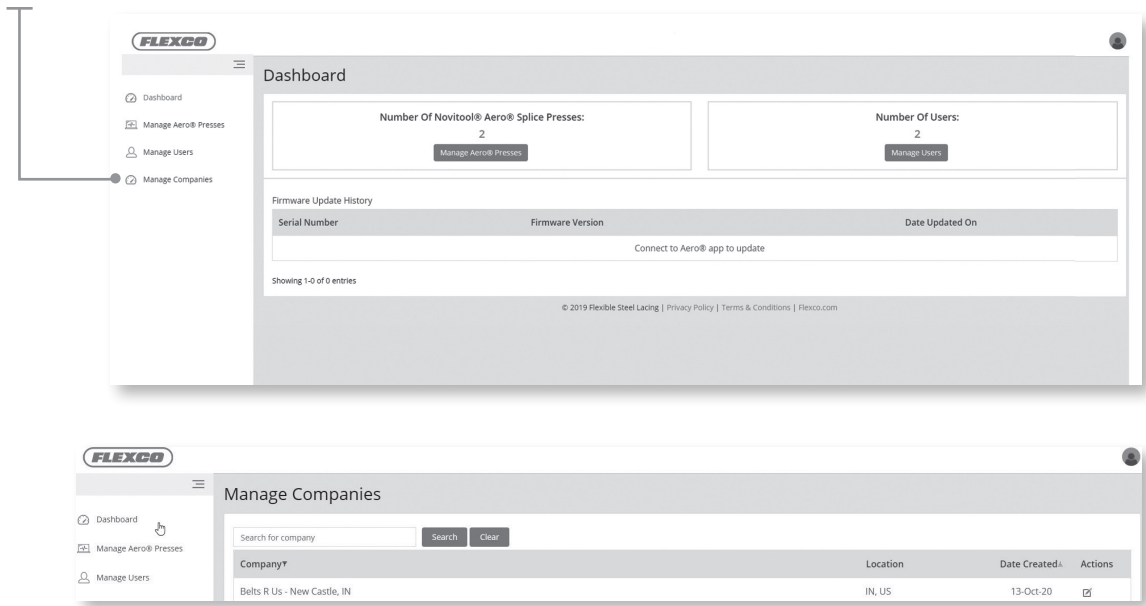 FLEXCO
Dashboard
Dashboard
Manage Aero® Presses
Manage Users
Manage Companies
Number Of Novitool® Aero® Splice Presses:
2
Manage Aero® Presses
Number Of Users:
2
Manage Users
Firmware Update History
Serial Number Firmware Version Date Updated On
Connect to Aero® app to update
Showing 1-0 of 0 entries
© 2019 Flexible Steel Lacing | Privacy Policy | Terms & Conditions | Flexco.com
FLEXCO
Manage Companies
Dashboard
Manage Aero® Presses
Manage Users
Search for company Search Clear
Company Location Date Created Actions
Belts R Us - New Castle, IN IN, US 13-Oct-20